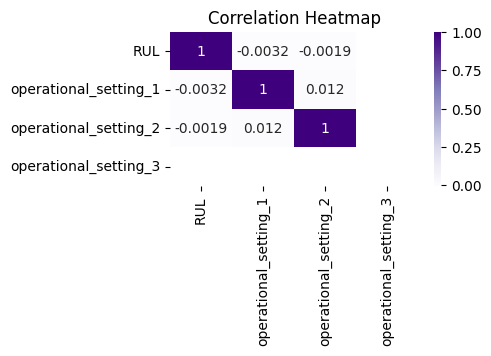 Correlation Heatmap
RUL 1 -0.0032 -0.0019
operational_setting_1 -0.0032 1 0.012
operational_setting_2 -0.0019 0.012 1
operational_setting_3
RUL
operational_setting_1
operational_setting_2
operational_setting_3
1.00
0.75
0.50
0.25
0.00